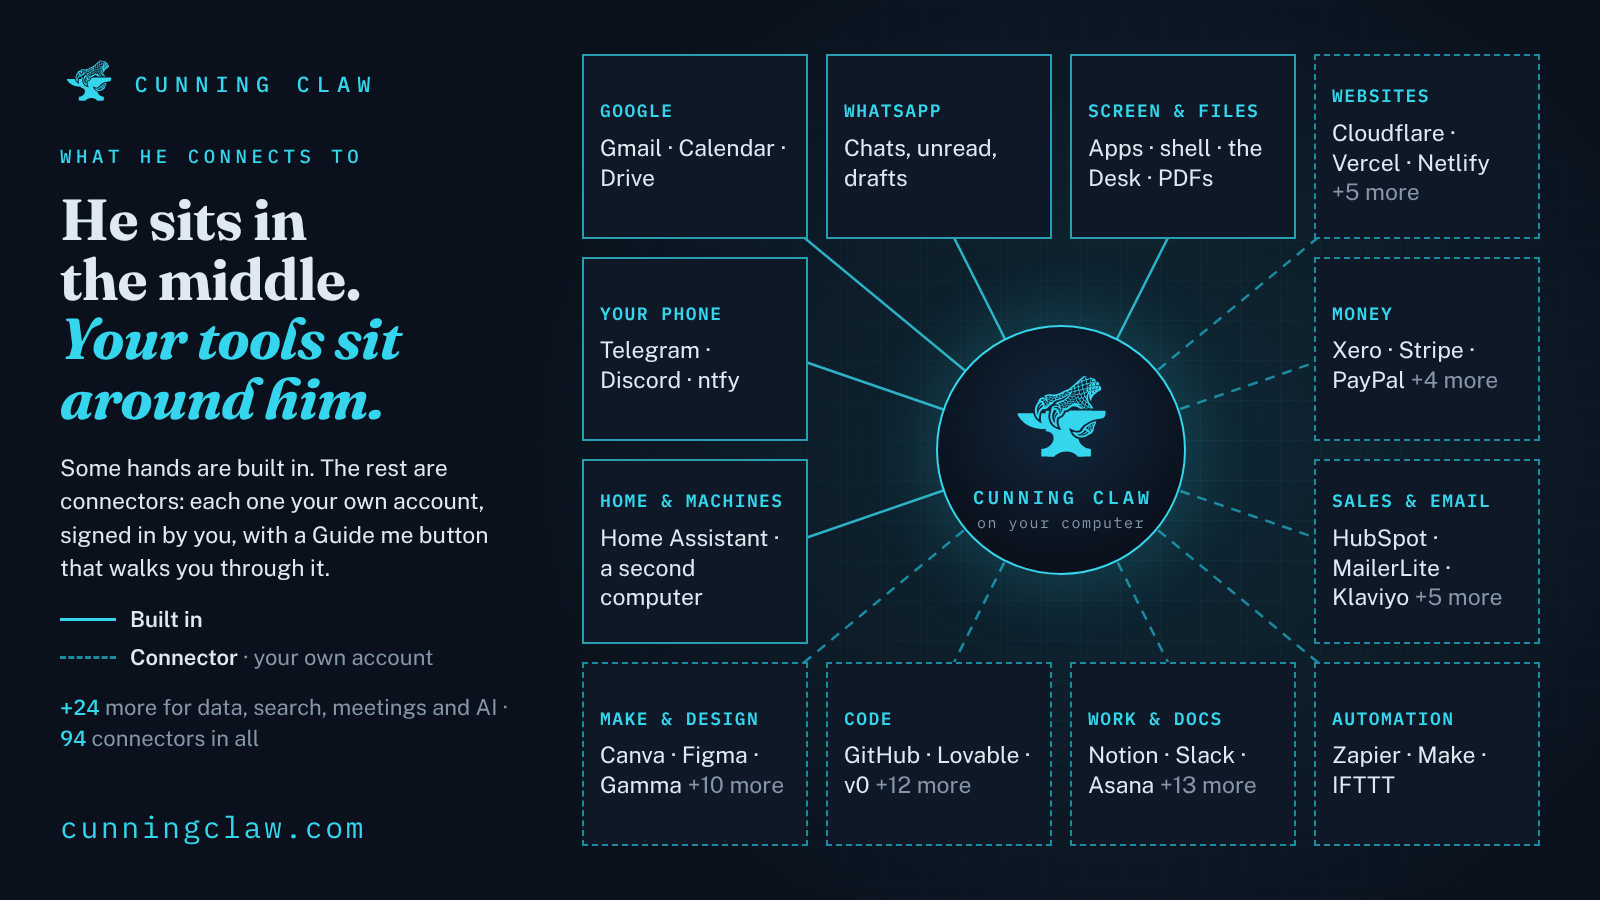 CUNNING CLAW
WHAT HE CONNECTS TO
He sits in
the middle.
Your tools sit
around him.
Some hands are built in. The rest are
connectors: each one your own account,
signed in by you, with a Guide me button
that walks you through it.
Built in
Connector · your own account
+24 more for data, search, meetings and AI ·
94 connectors in all
cunningclaw.com
GOOGLE
Gmail · Calendar ·
Drive
WHATSAPP
Chats, unread,
drafts
SCREEN & FILES
Apps · shell · the
Desk · PDFs
WEBSITES
Cloudflare ·
Vercel · Netlify
+5 more
YOUR PHONE
Telegram ·
Discord · ntfy
MONEY
Xero · Stripe ·
PayPal +4 more
HOME & MACHINES
Home Assistant ·
a second
computer
CUNNING CLAW
on your computer
SALES & EMAIL
HubSpot ·
MailerLite ·
Klaviyo +5 more
MAKE & DESIGN
Canva · Figma ·
Gamma +10 more
CODE
GitHub · Lovable ·
v0 +12 more
WORK & DOCS
Notion · Slack ·
Asana +13 more
AUTOMATION
Zapier · Make ·
IFTTT